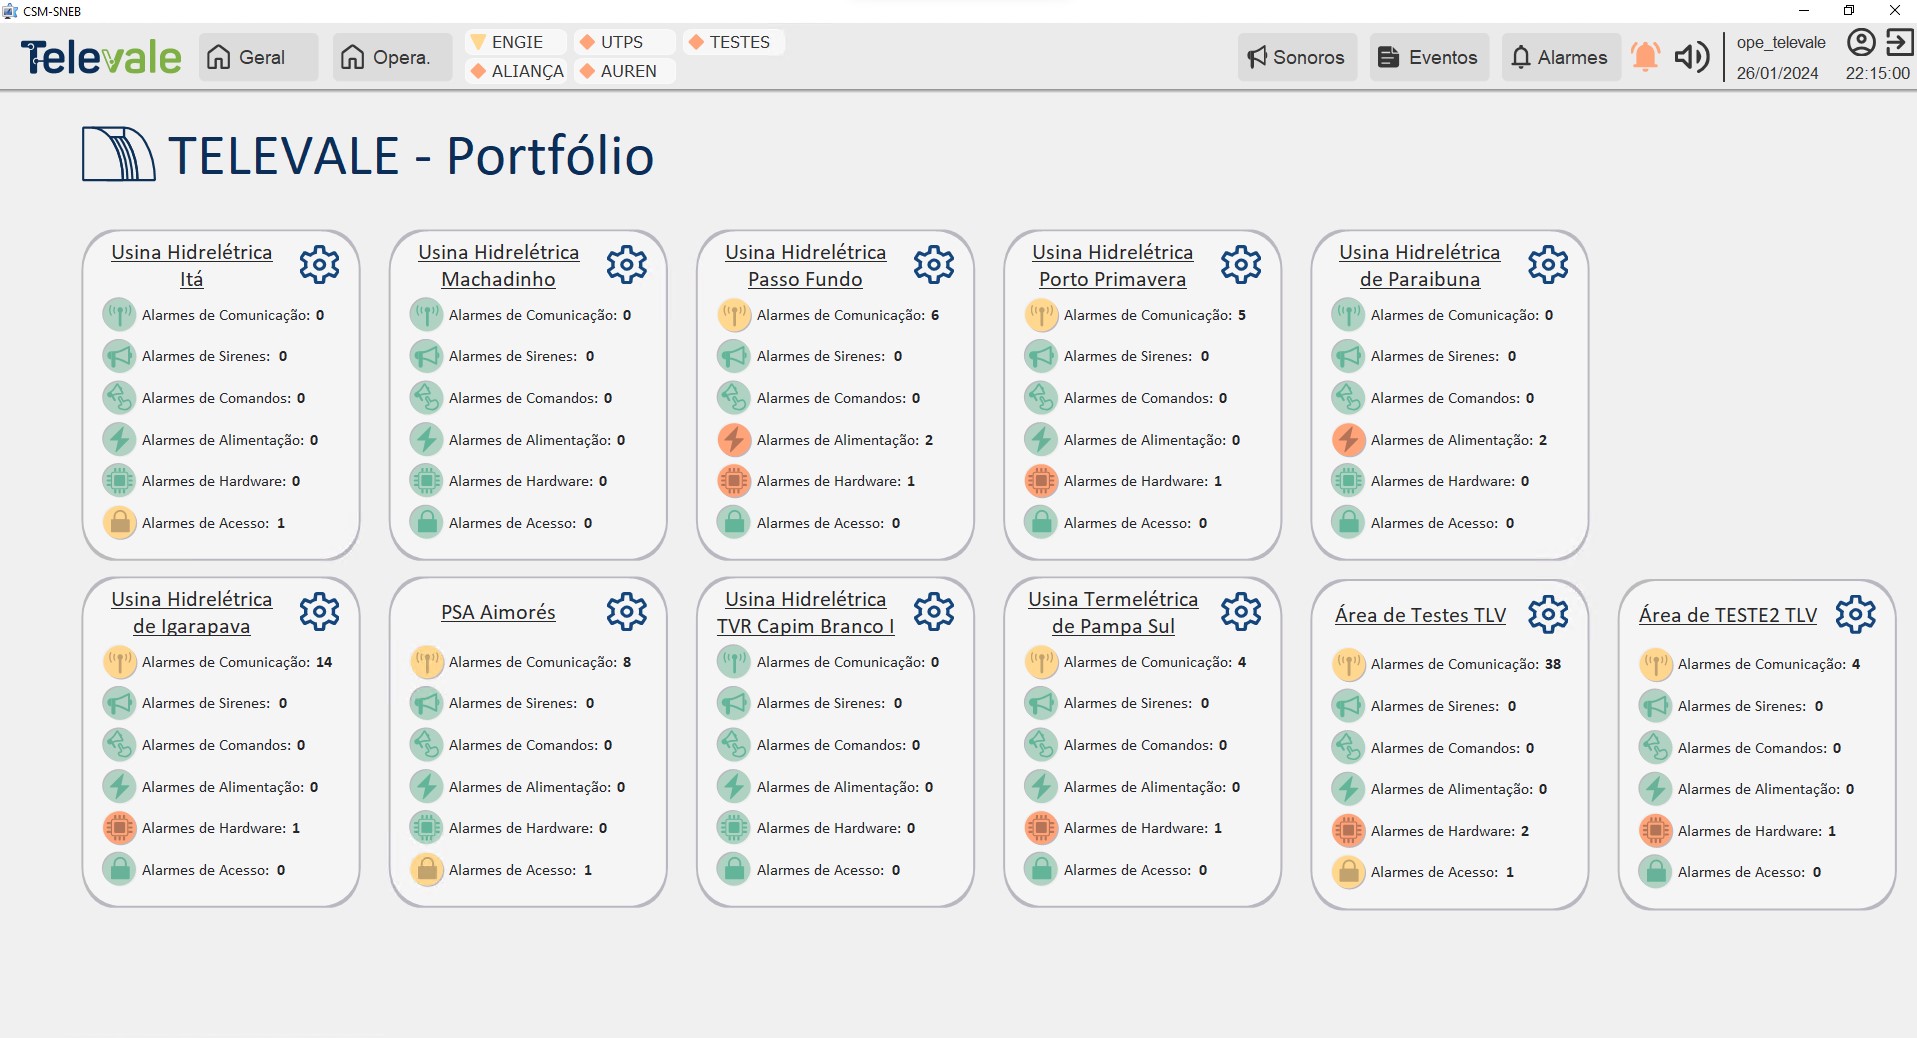 CSM-SNEB
Televale
Geral
Opera.
ENGIE
UTPS
TESTES
ALIANÇA
AUREN
Sonoros
Eventos
Alarmes
ope_televale
26/01/2024
22:15:00
TELEVALE - Portfólio
Usina Hidrelétrica
Itá
Alarmes de Comunicação: 0
Alarmes de Sirenes: 0
Alarmes de Comandos: 0
Alarmes de Alimentação: 0
Alarmes de Hardware: 0
Alarmes de Acesso: 1
Usina Hidrelétrica
Machadinho
Alarmes de Comunicação: 0
Alarmes de Sirenes: 0
Alarmes de Comandos: 0
Alarmes de Alimentação: 0
Alarmes de Hardware: 0
Alarmes de Acesso: 0
Usina Hidrelétrica
Passo Fundo
Alarmes de Comunicação: 6
Alarmes de Sirenes: 0
Alarmes de Comandos: 0
Alarmes de Alimentação: 2
Alarmes de Hardware: 1
Alarmes de Acesso: 0
Usina Hidrelétrica
Porto Primavera
Alarmes de Comunicação: 5
Alarmes de Sirenes: 0
Alarmes de Comandos: 0
Alarmes de Alimentação: 0
Alarmes de Hardware: 1
Alarmes de Acesso: 0
Usina Hidrelétrica
de Paraibuna
Alarmes de Comunicação: 0
Alarmes de Sirenes: 0
Alarmes de Comandos: 0
Alarmes de Alimentação: 2
Alarmes de Hardware: 0
Alarmes de Acesso: 0
Usina Hidrelétrica
de Igarapava
Alarmes de Comunicação: 14
Alarmes de Sirenes: 0
Alarmes de Comandos: 0
Alarmes de Alimentação: 0
Alarmes de Hardware: 1
Alarmes de Acesso: 0
PSA Aimorés
Alarmes de Comunicação: 8
Alarmes de Sirenes: 0
Alarmes de Comandos: 0
Alarmes de Alimentação: 0
Alarmes de Hardware: 0
Alarmes de Acesso: 1
Usina Hidrelétrica
TVR Capim Branco I
Alarmes de Comunicação: 0
Alarmes de Sirenes: 0
Alarmes de Comandos: 0
Alarmes de Alimentação: 0
Alarmes de Hardware: 0
Alarmes de Acesso: 0
Usina Termelétrica
de Pampa Sul
Alarmes de Comunicação: 4
Alarmes de Sirenes: 0
Alarmes de Comandos: 0
Alarmes de Alimentação: 0
Alarmes de Hardware: 1
Alarmes de Acesso: 0
Área de Testes TLV
Alarmes de Comunicação: 38
Alarmes de Sirenes: 0
Alarmes de Comandos: 0
Alarmes de Alimentação: 0
Alarmes de Hardware: 2
Alarmes de Acesso: 1
Área de TESTE2 TLV
Alarmes de Comunicação: 4
Alarmes de Sirenes: 0
Alarmes de Comandos: 0
Alarmes de Alimentação: 0
Alarmes de Hardware: 1
Alarmes de Acesso: 0